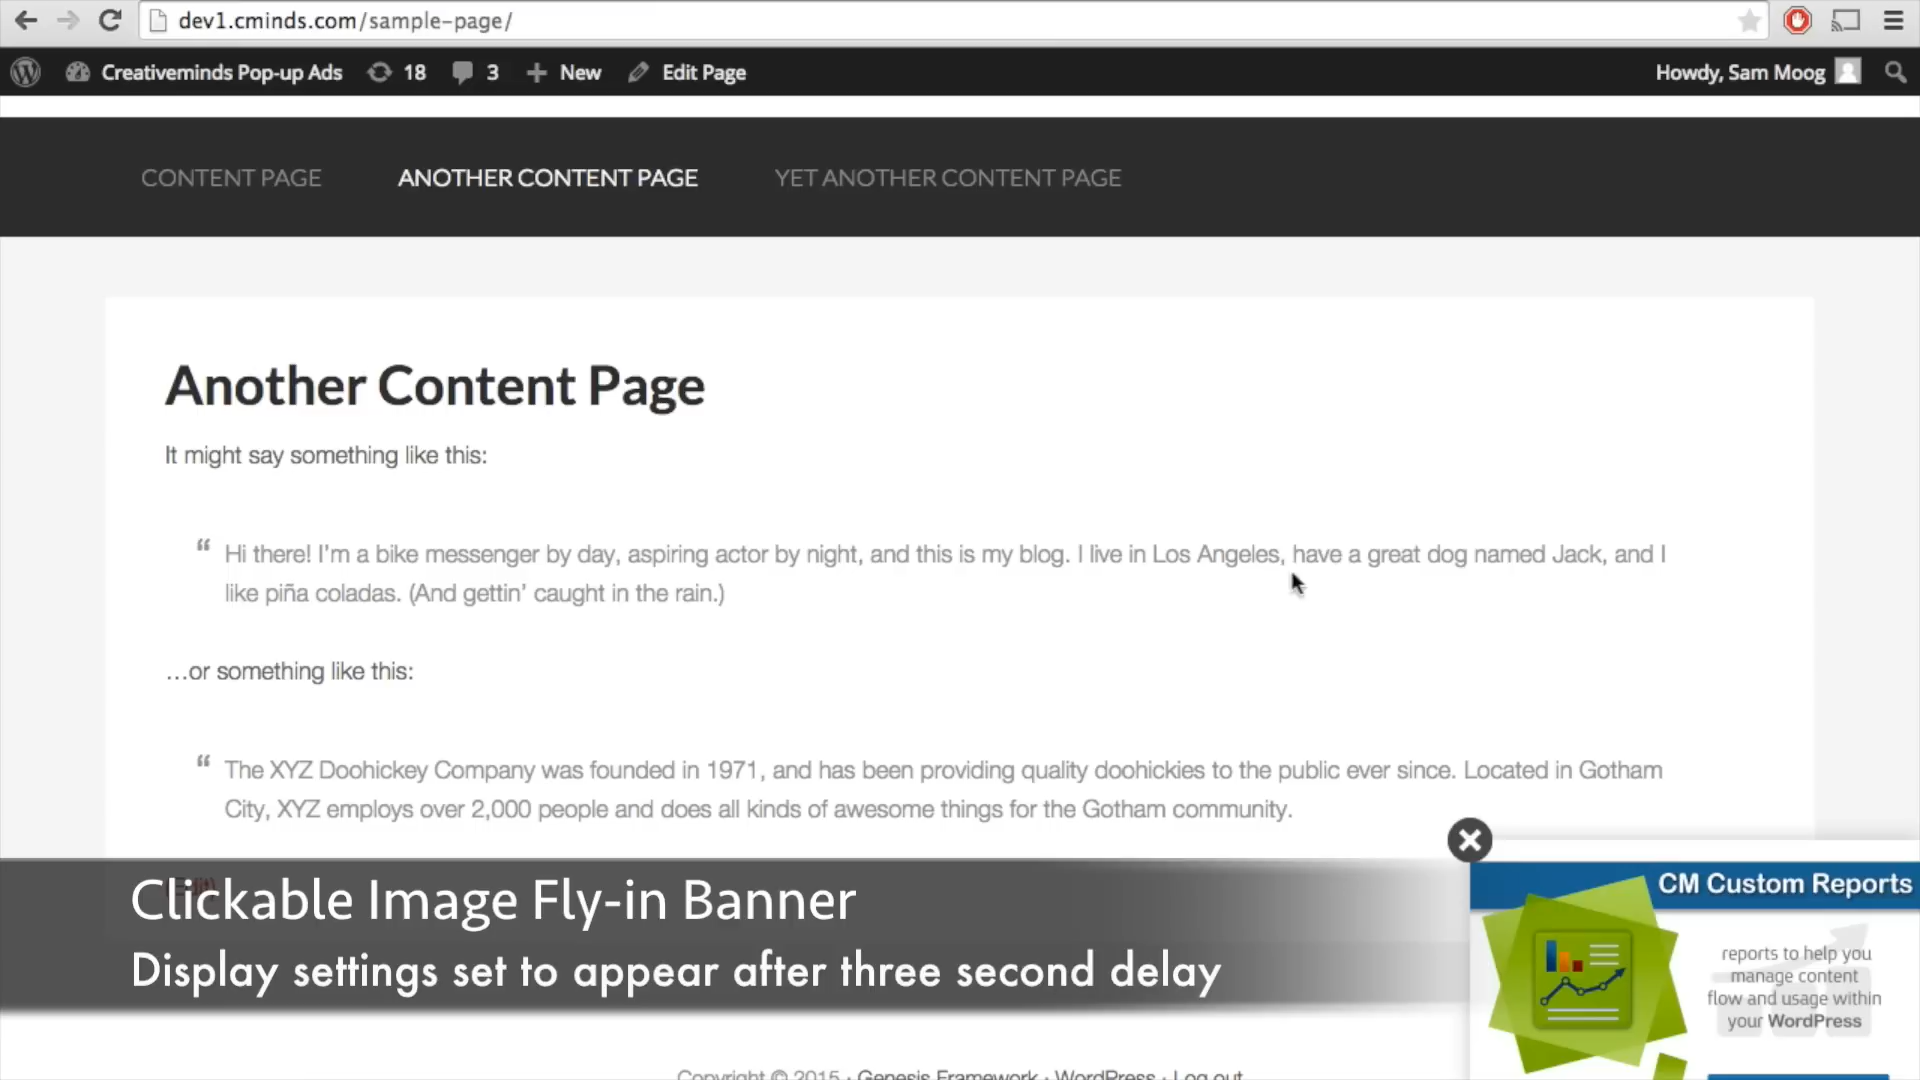 dev1.cminds.com/sample-page/
Creativeminds Pop-up Ads 18 3 New Edit Page Howdy, Sam Moog
CONTENT PAGE ANOTHER CONTENT PAGE YET ANOTHER CONTENT PAGE
Another Content Page
It might say something like this:
“ Hi there! I’m a bike messenger by day, aspiring actor by night, and this is my blog. I live in Los Angeles, have a great dog named Jack, and I
like piña coladas. (And gettin’ caught in the rain.)
…or something like this:
“ The XYZ Doohickey Company was founded in 1971, and has been providing quality doohickies to the public ever since. Located in Gotham
City, XYZ employs over 2,000 people and does all kinds of awesome things for the Gotham community.
Clickable Image Fly-in Banner
Display settings set to appear after three second delay
CM Custom Reports
reports to help you
manage content
flow and usage within
your WordPress
Copyright © 2015 · Genesis Framework · WordPress · Log out